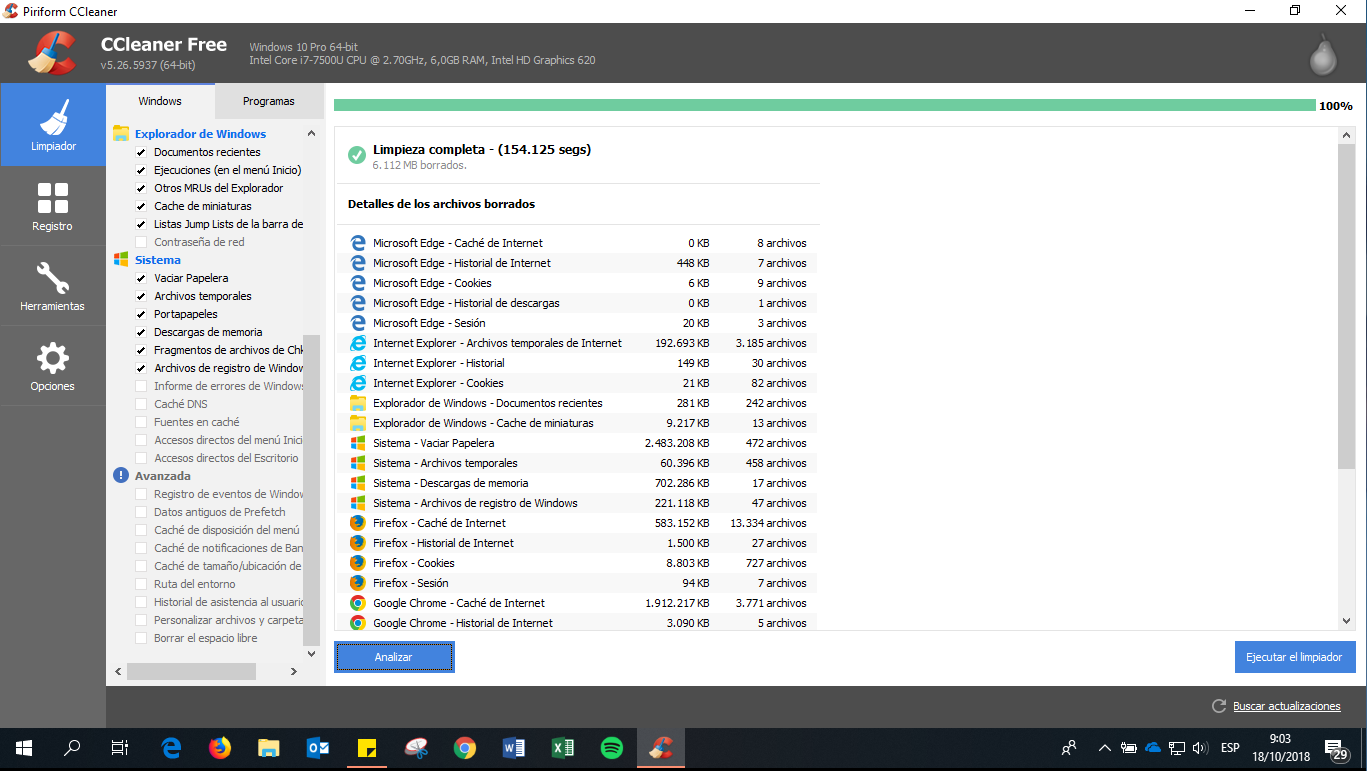 Piriform CCleaner
CCleaner Free
v5.26.5937 (64-bit)
Windows 10 Pro 64-bit
Intel Core i7-7500U CPU @ 2.70GHz, 6,0GB RAM, Intel HD Graphics 620
Limpiador
Registro
Herramientas
Opciones
Windows
Programas
Explorador de Windows
Documentos recientes
Ejecuciones (en el menú Inicio)
Otros MRUs del Explorador
Cache de miniaturas
Listas Jump Lists de la barra de
Contraseña de red
Sistema
Vaciar Papelera
Archivos temporales
Portapapeles
Descargas de memoria
Fragmentos de archivos de Chk
Archivos de registro de Window
Informe de errores de Windows
Caché DNS
Fuentes en caché
Accesos directos del menú Inici
Accesos directos del Escritorio
Avanzada
Registro de eventos de Window
Datos antiguos de Prefetch
Caché de disposición del menú
Caché de notificaciones de Ban
Caché de tamaño/ubicación de
Ruta del entorno
Historial de asistencia al usuario
Personalizar archivos y carpeta
Borrar el espacio libre
100%
Limpieza completa - (154.125 segs)
6.112 MB borrados.
Detalles de los archivos borrados
Microsoft Edge - Caché de Internet 0 KB 8 archivos
Microsoft Edge - Historial de Internet 448 KB 7 archivos
Microsoft Edge - Cookies 6 KB 9 archivos
Microsoft Edge - Historial de descargas 0 KB 1 archivos
Microsoft Edge - Sesión 20 KB 3 archivos
Internet Explorer - Archivos temporales de Internet 192.693 KB 3.185 archivos
Internet Explorer - Historial 149 KB 30 archivos
Internet Explorer - Cookies 21 KB 82 archivos
Explorador de Windows - Documentos recientes 281 KB 242 archivos
Explorador de Windows - Cache de miniaturas 9.217 KB 13 archivos
Sistema - Vaciar Papelera 2.483.208 KB 472 archivos
Sistema - Archivos temporales 60.396 KB 458 archivos
Sistema - Descargas de memoria 702.286 KB 17 archivos
Sistema - Archivos de registro de Windows 221.118 KB 47 archivos
Firefox - Caché de Internet 583.152 KB 13.334 archivos
Firefox - Historial de Internet 1.500 KB 27 archivos
Firefox - Cookies 8.803 KB 727 archivos
Firefox - Sesión 94 KB 7 archivos
Google Chrome - Caché de Internet 1.912.217 KB 3.771 archivos
Google Chrome - Historial de Internet 3.090 KB 5 archivos
Analizar
Ejecutar el limpiador
Buscar actualizaciones
ESP
9:03
18/10/2018
29